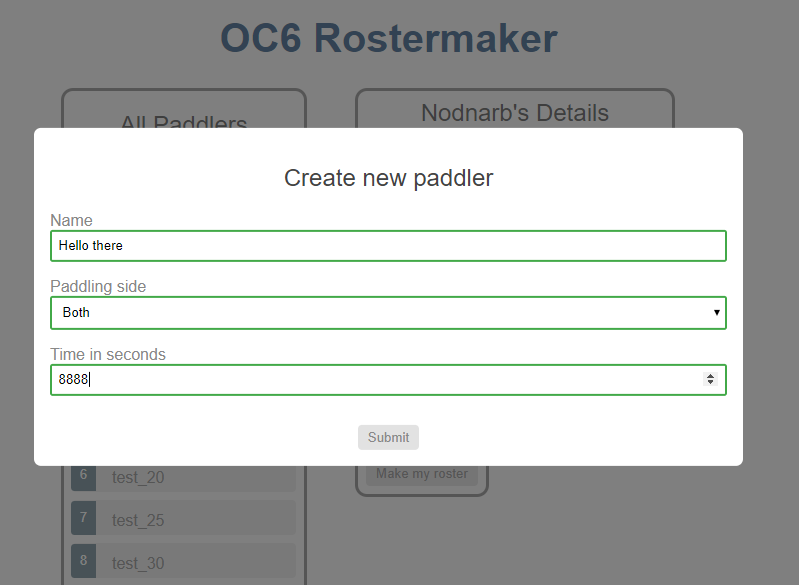 OC6 Rostermaker
All Paddlers
Nodnarb's Details
Create new paddler
Name
Hello there
Paddling side
Both
Time in seconds
8888
Submit
6 test_20
Make my roster
7 test_25
8 test_30